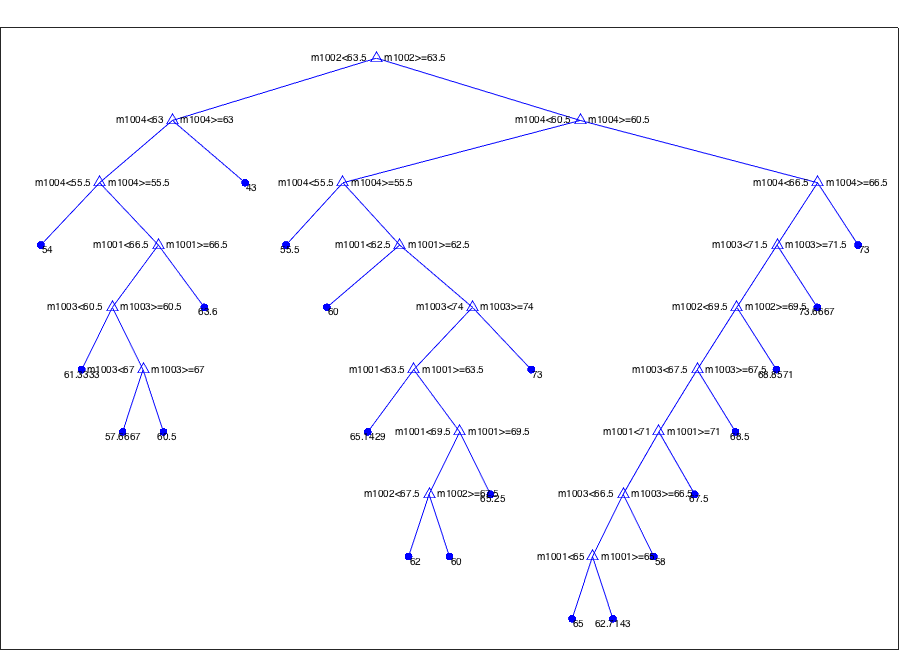 m1002<63.5 m1002>=63.5
m1004<63 m1004>=63 m1004<60.5 m1004>=60.5
m1004<55.5 m1004>=55.5 43 m1004<55.5 m1004>=55.5 m1004<66.5 m1004>=66.5
54 m1001<66.5 m1001>=66.5 55.5 m1001<62.5 m1001>=62.5 m1003<71.5 m1003>=71.5 73
m1003<60.5 m1003>=60.5 63.6 60 m1003<74 m1003>=74 m1002<69.5 m1002>=69.5 73.6667
61.3333 m1003<67 m1003>=67 m1001<63.5 m1001>=63.5 73 m1003<67.5 m1003>=67.5 68.8571
57.6667 60.5 65.1429 m1001<69.5 m1001>=69.5 m1001<71 m1001>=71 68.5
m1002<67.5 m1002>=67.5 65.25 m1003<66.5 m1003>=66.5 67.5
62 60 m1001<65 m1001>=65 58
65 62.7143